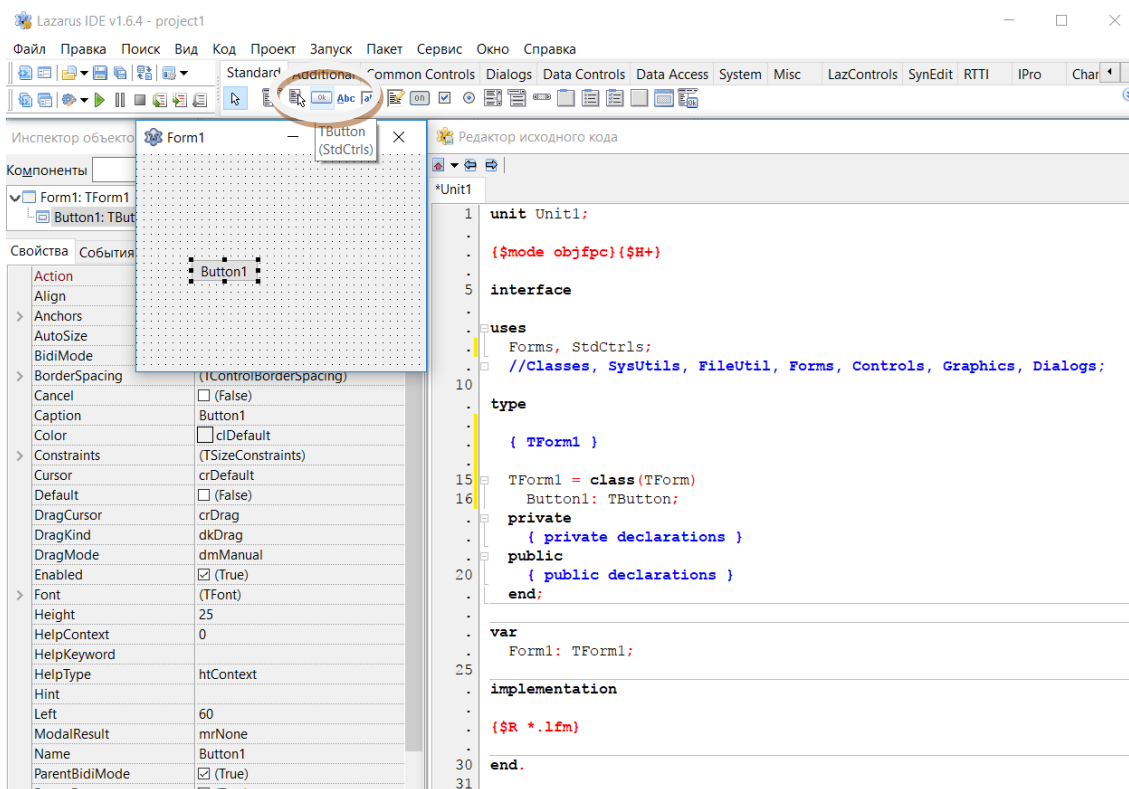 Lazarus IDE v1.6.4 - project1
Файл Правка Поиск Вид Код Проект Запуск Пакет Сервис Окно Справка
Standard Additional Common Controls Dialogs Data Controls Data Access System Misc LazControls SynEdit RTTI IPro Char
Ok Abc on
TButton
(StdCtrls)
Инспектор объекто
Form1
Редактор исходного кода
Компоненты
Form1: TForm1
Button1: TBut
Свойства События
Button1
Action
Align
Anchors
AutoSize
BidiMode
BorderSpacing (TControlBorderSpacing)
Cancel (False)
Caption Button1
Color clDefault
Constraints (TSizeConstraints)
Cursor crDefault
Default (False)
DragCursor crDrag
DragKind dkDrag
DragMode dmManual
Enabled (True)
Font (TFont)
Height 25
HelpContext 0
HelpKeyword
HelpType htContext
Hint
Left 60
ModalResult mrNone
Name Button1
ParentBidiMode (True)
*Unit1
1 unit Unit1;
.
. {$mode objfpc}{$H+}
.
5 interface
.
. uses
. Forms, StdCtrls;
. //Classes, SysUtils, FileUtil, Forms, Controls, Graphics, Dialogs;
10
. type
.
. { TForm1 }
.
15 TForm1 = class(TForm)
16 Button1: TButton;
. private
. { private declarations }
. public
20 { public declarations }
. end;
.
. var
. Form1: TForm1;
25
. implementation
.
. {$R *.lfm}
.
30 end.
31